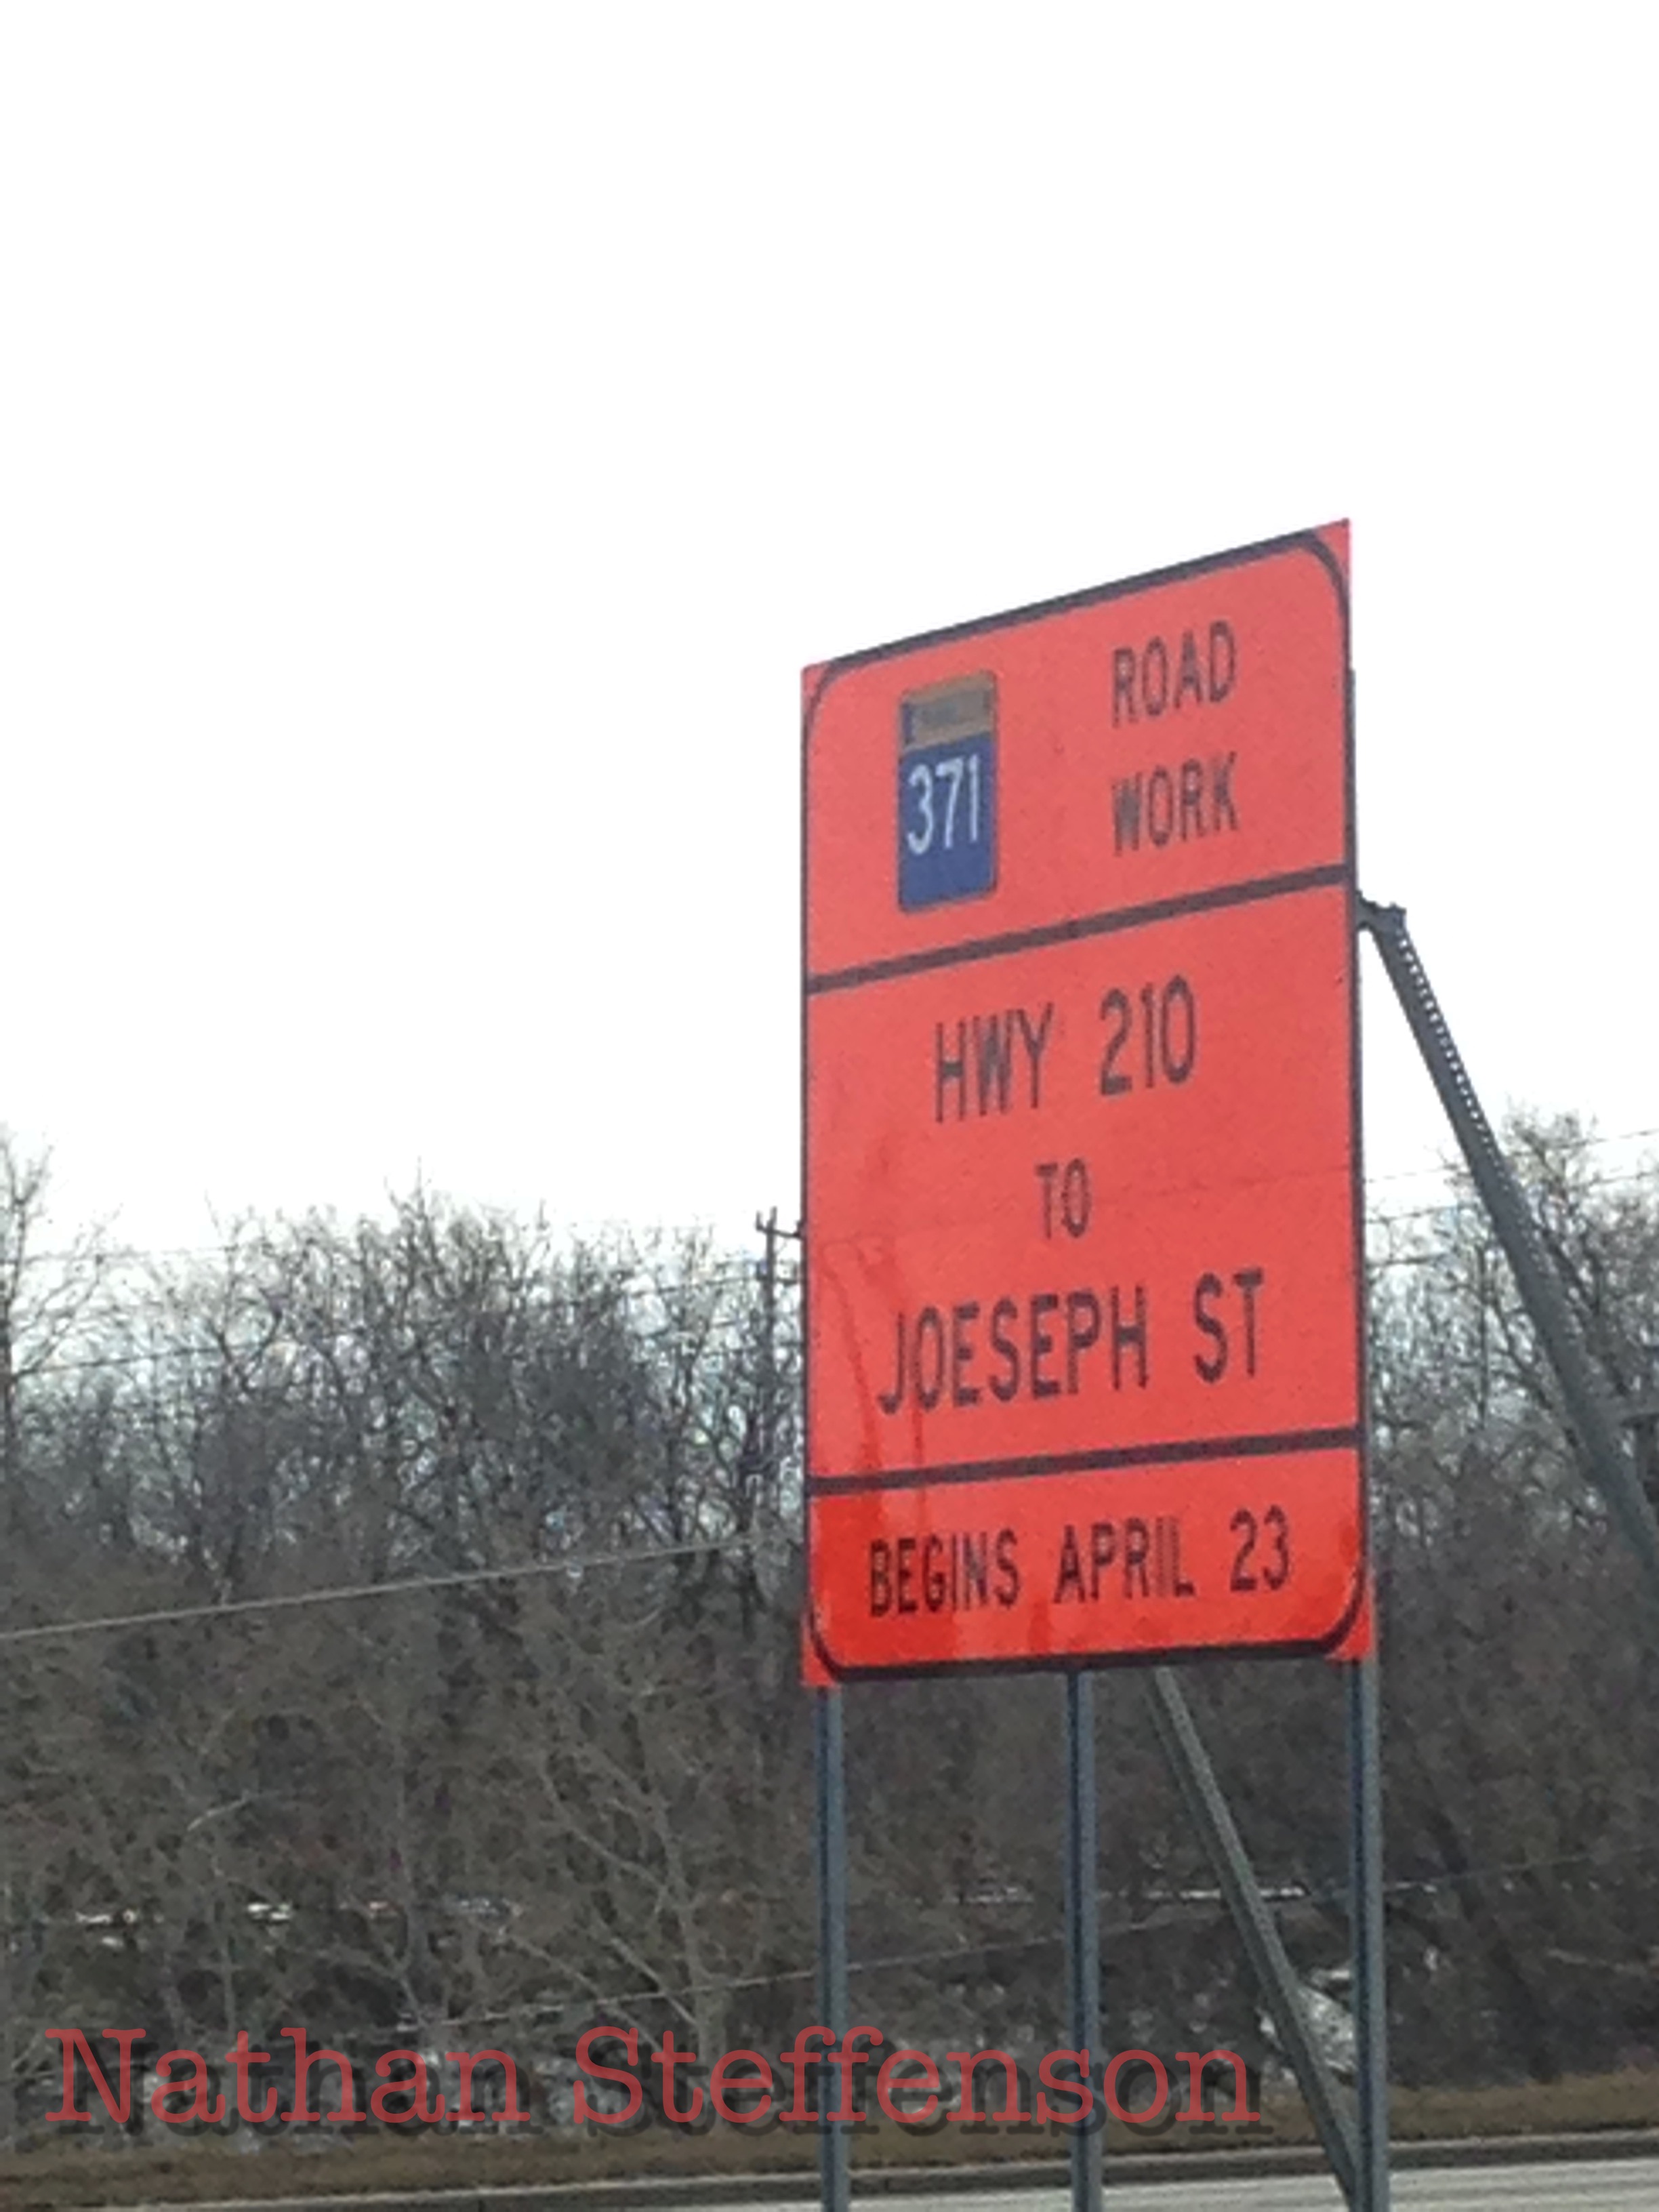 371
ROAD
WORK
HWY 210
TO
JOESEPH ST
BEGINS APRIL 23
Nathan Steffenson